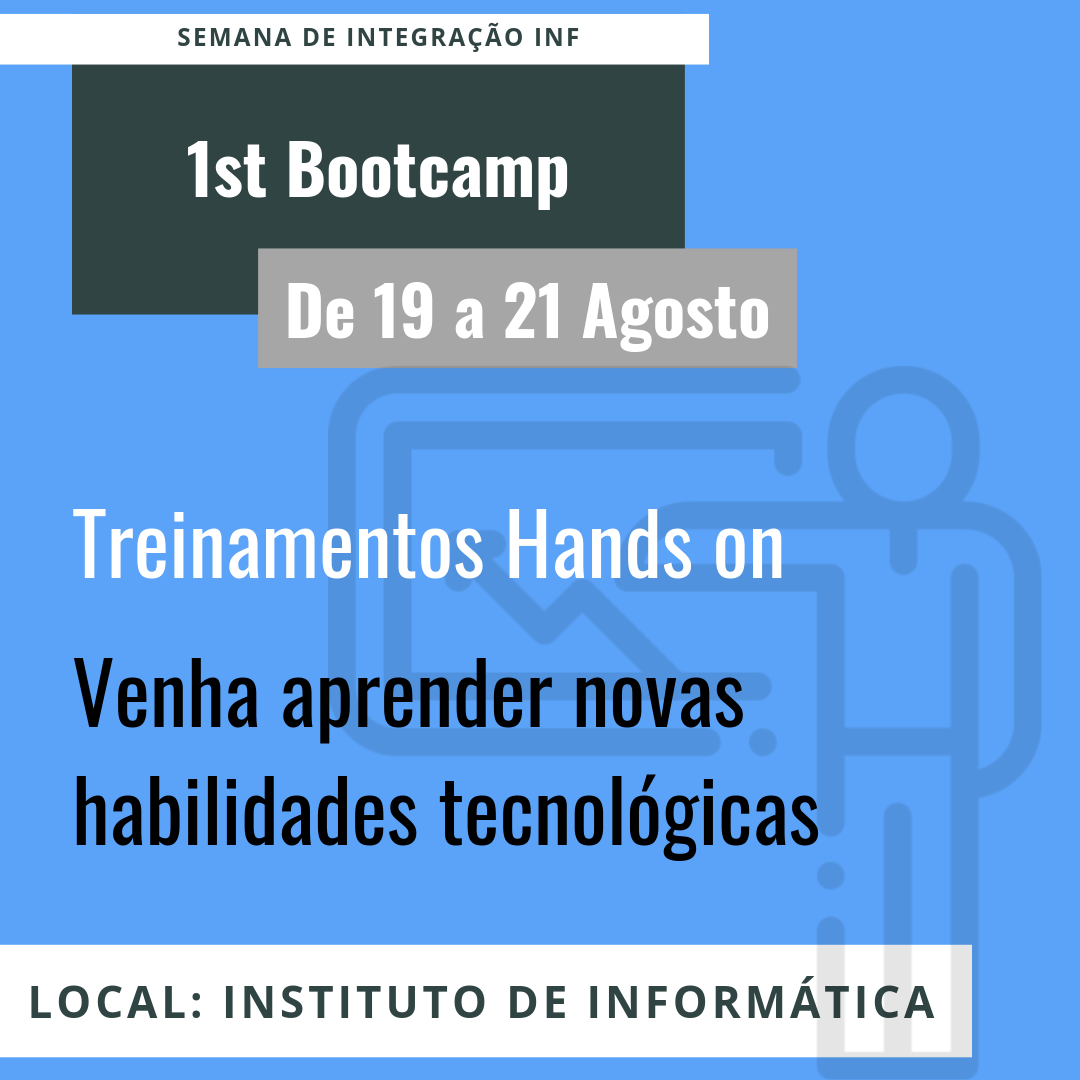 SEMANA DE INTEGRAÇÃO INF
1st Bootcamp
De 19 a 21 Agosto
Treinamentos Hands on
Venha aprender novas
habilidades tecnológicas
LOCAL: INSTITUTO DE INFORMÁTICA